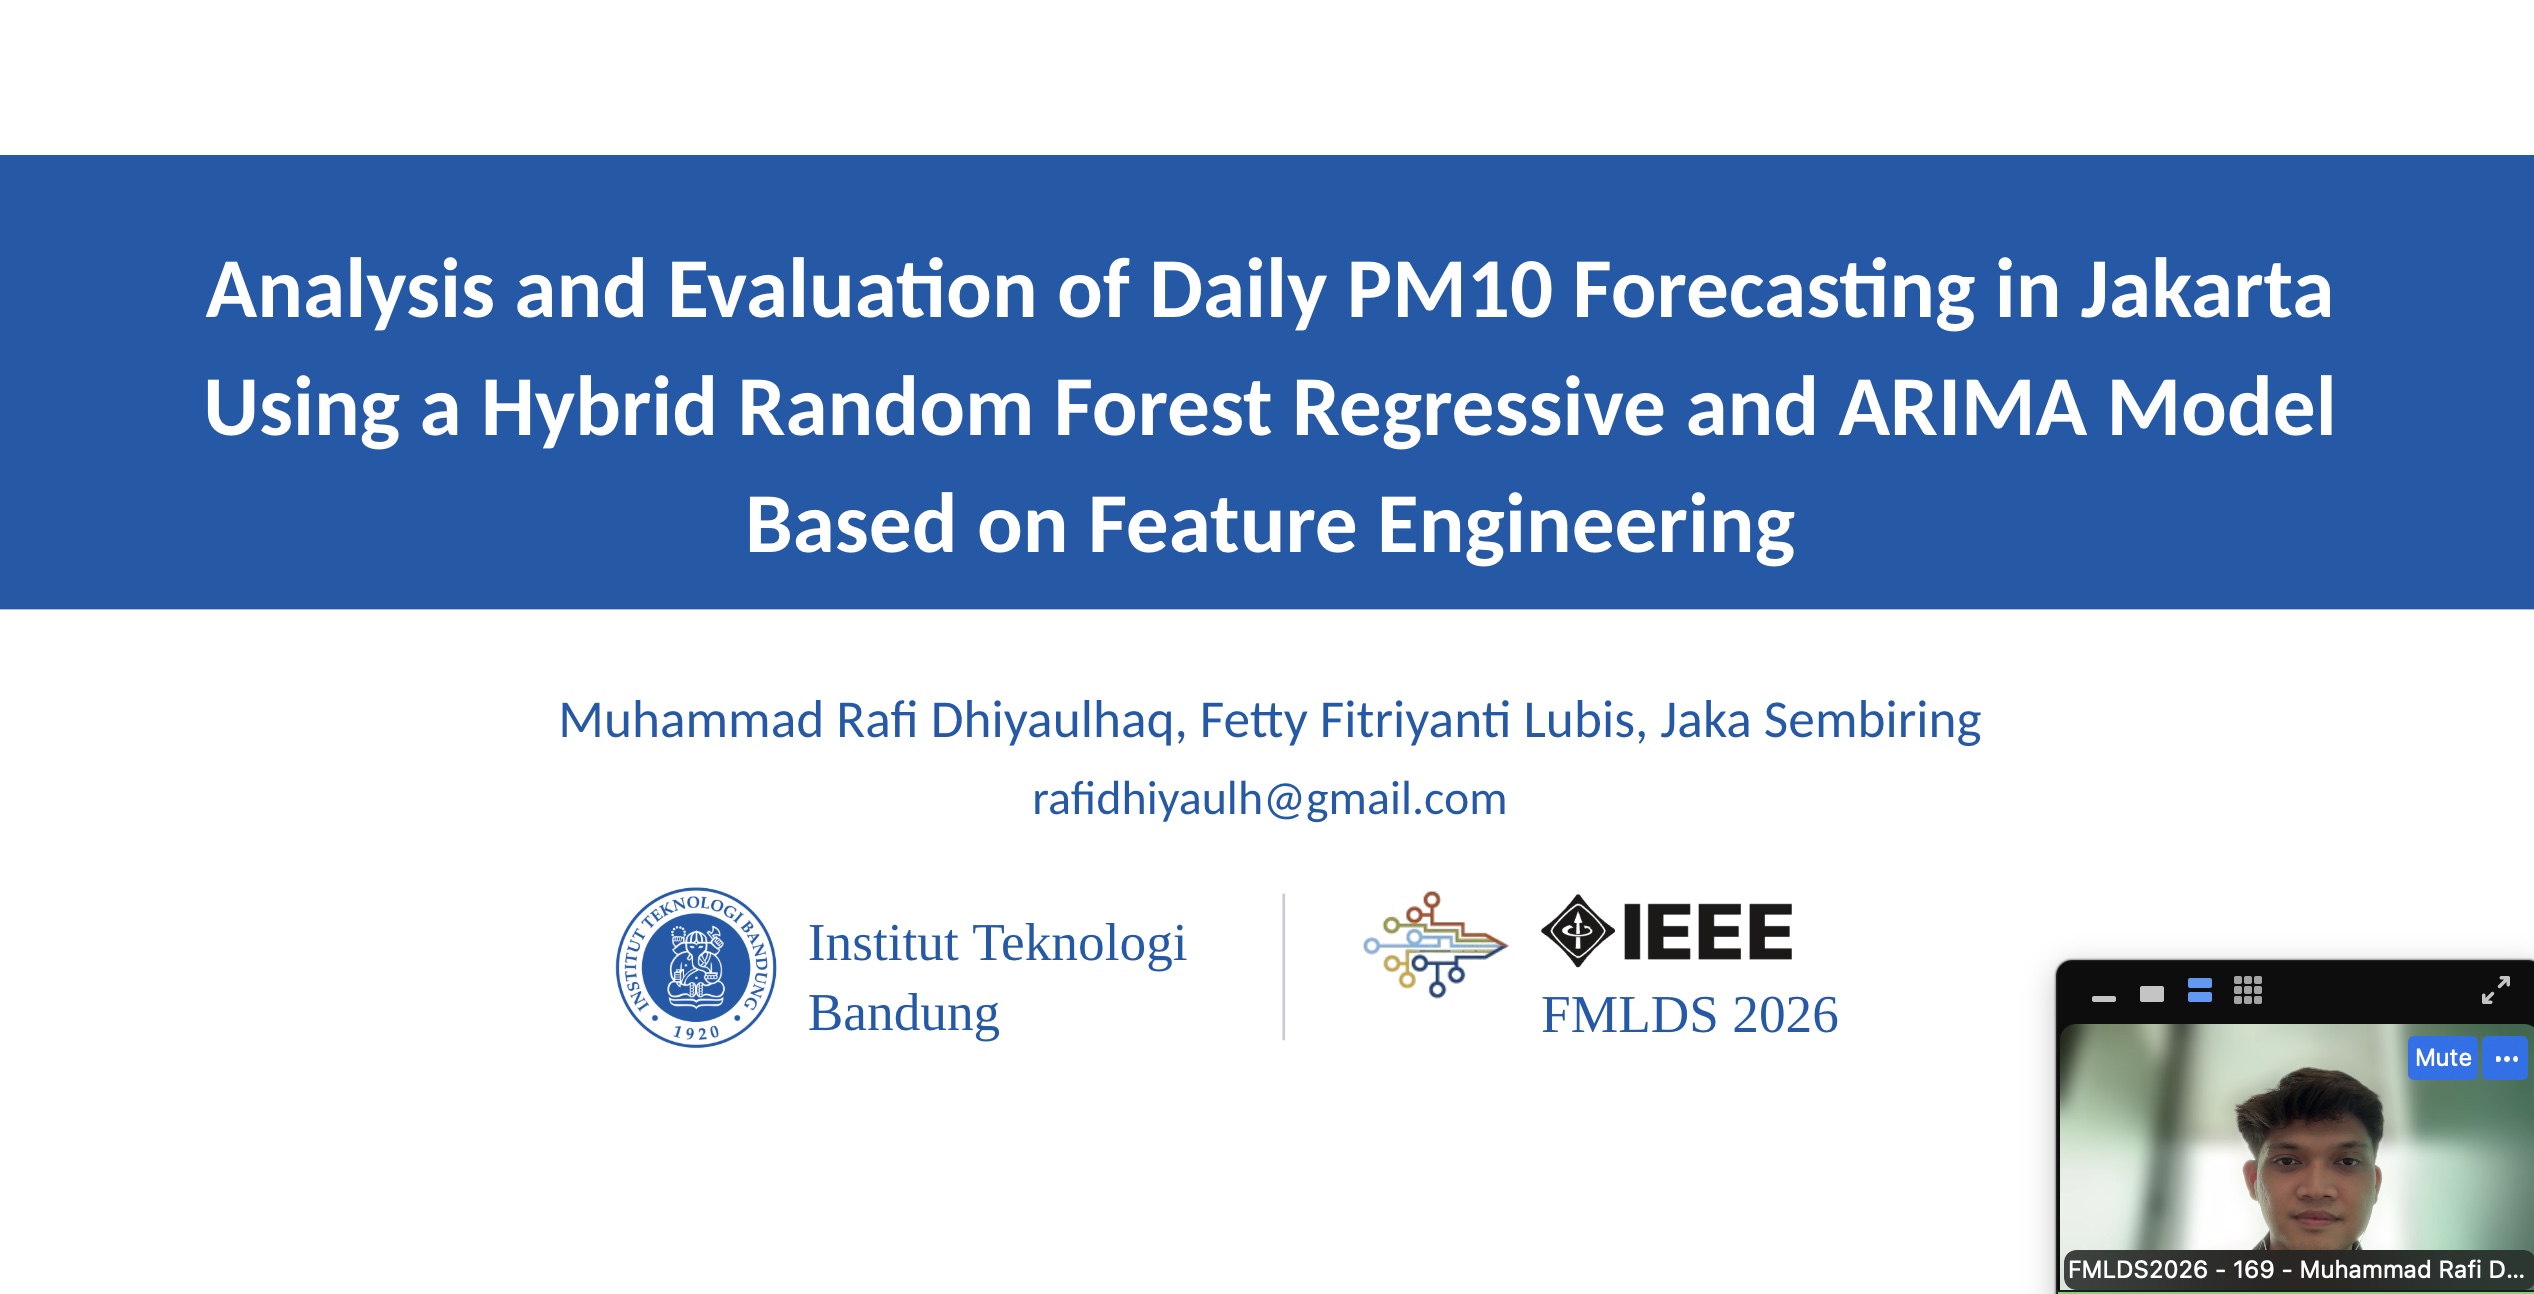 Analysis and Evaluation of Daily PM10 Forecasting in Jakarta
Using a Hybrid Random Forest Regressive and ARIMA Model
Based on Feature Engineering
Muhammad Rafi Dhiyaulhaq, Fetty Fitriyanti Lubis, Jaka Sembiring
rafidhiyaulh@gmail.com
INSTITUT TEKNOLOGI BANDUNG
1920
Institut Teknologi
Bandung
IEEE
FMLDS 2026
Mute
FMLDS2026 - 169 - Muhammad Rafi D...